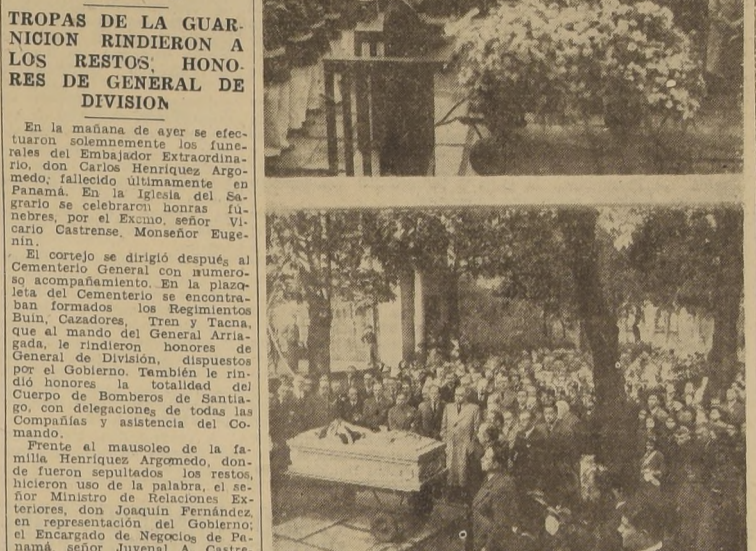 TROPAS DE LA GUAR-
NICION RINDIERON A
LOS RESTOS, HONO-
RES DE GENERAL DE
DIVISION
En la mañana de ayer se efec-
tuaron solemnemente los fune-
rales del Embajador Extraordina-
rio, don Carlos Henríquez Argo-
medo, fallecido últimamente en
Panamá. En la Iglesia del Sa-
grario se celebraron honras fú-
nebres, por el Excmo, señor Vi-
cario Castrense, Monseñor Euge-
nin.
El cortejo se dirigió después al
Cementerio General con numero-
so acompañamiento. En la plazo-
leta del Cementerio se encontra-
ban formados los Regimientos
Buin, Cazadores, Tren y Tacna,
que al mando del General Arria-
gada, le rindieron honores de
General de División, dispuestos
por el Gobierno. También le rin-
dió honores la totalidad del
Cuerpo de Bomberos de Santia-
go, con delegaciones de todas las
Compañías y asistencia del Co-
mando.
Frente al mausoleo de la fa-
milia Henríquez Argomedo, don-
de fueron sepultados los restos,
hicieron uso de la palabra, el se-
ñor Ministro de Relaciones Ex-
teriores, don Joaquín Fernández,
en representación del Gobierno;
el Encargado de Negocios de Pa-
namá señor Juvenal A. Castre-